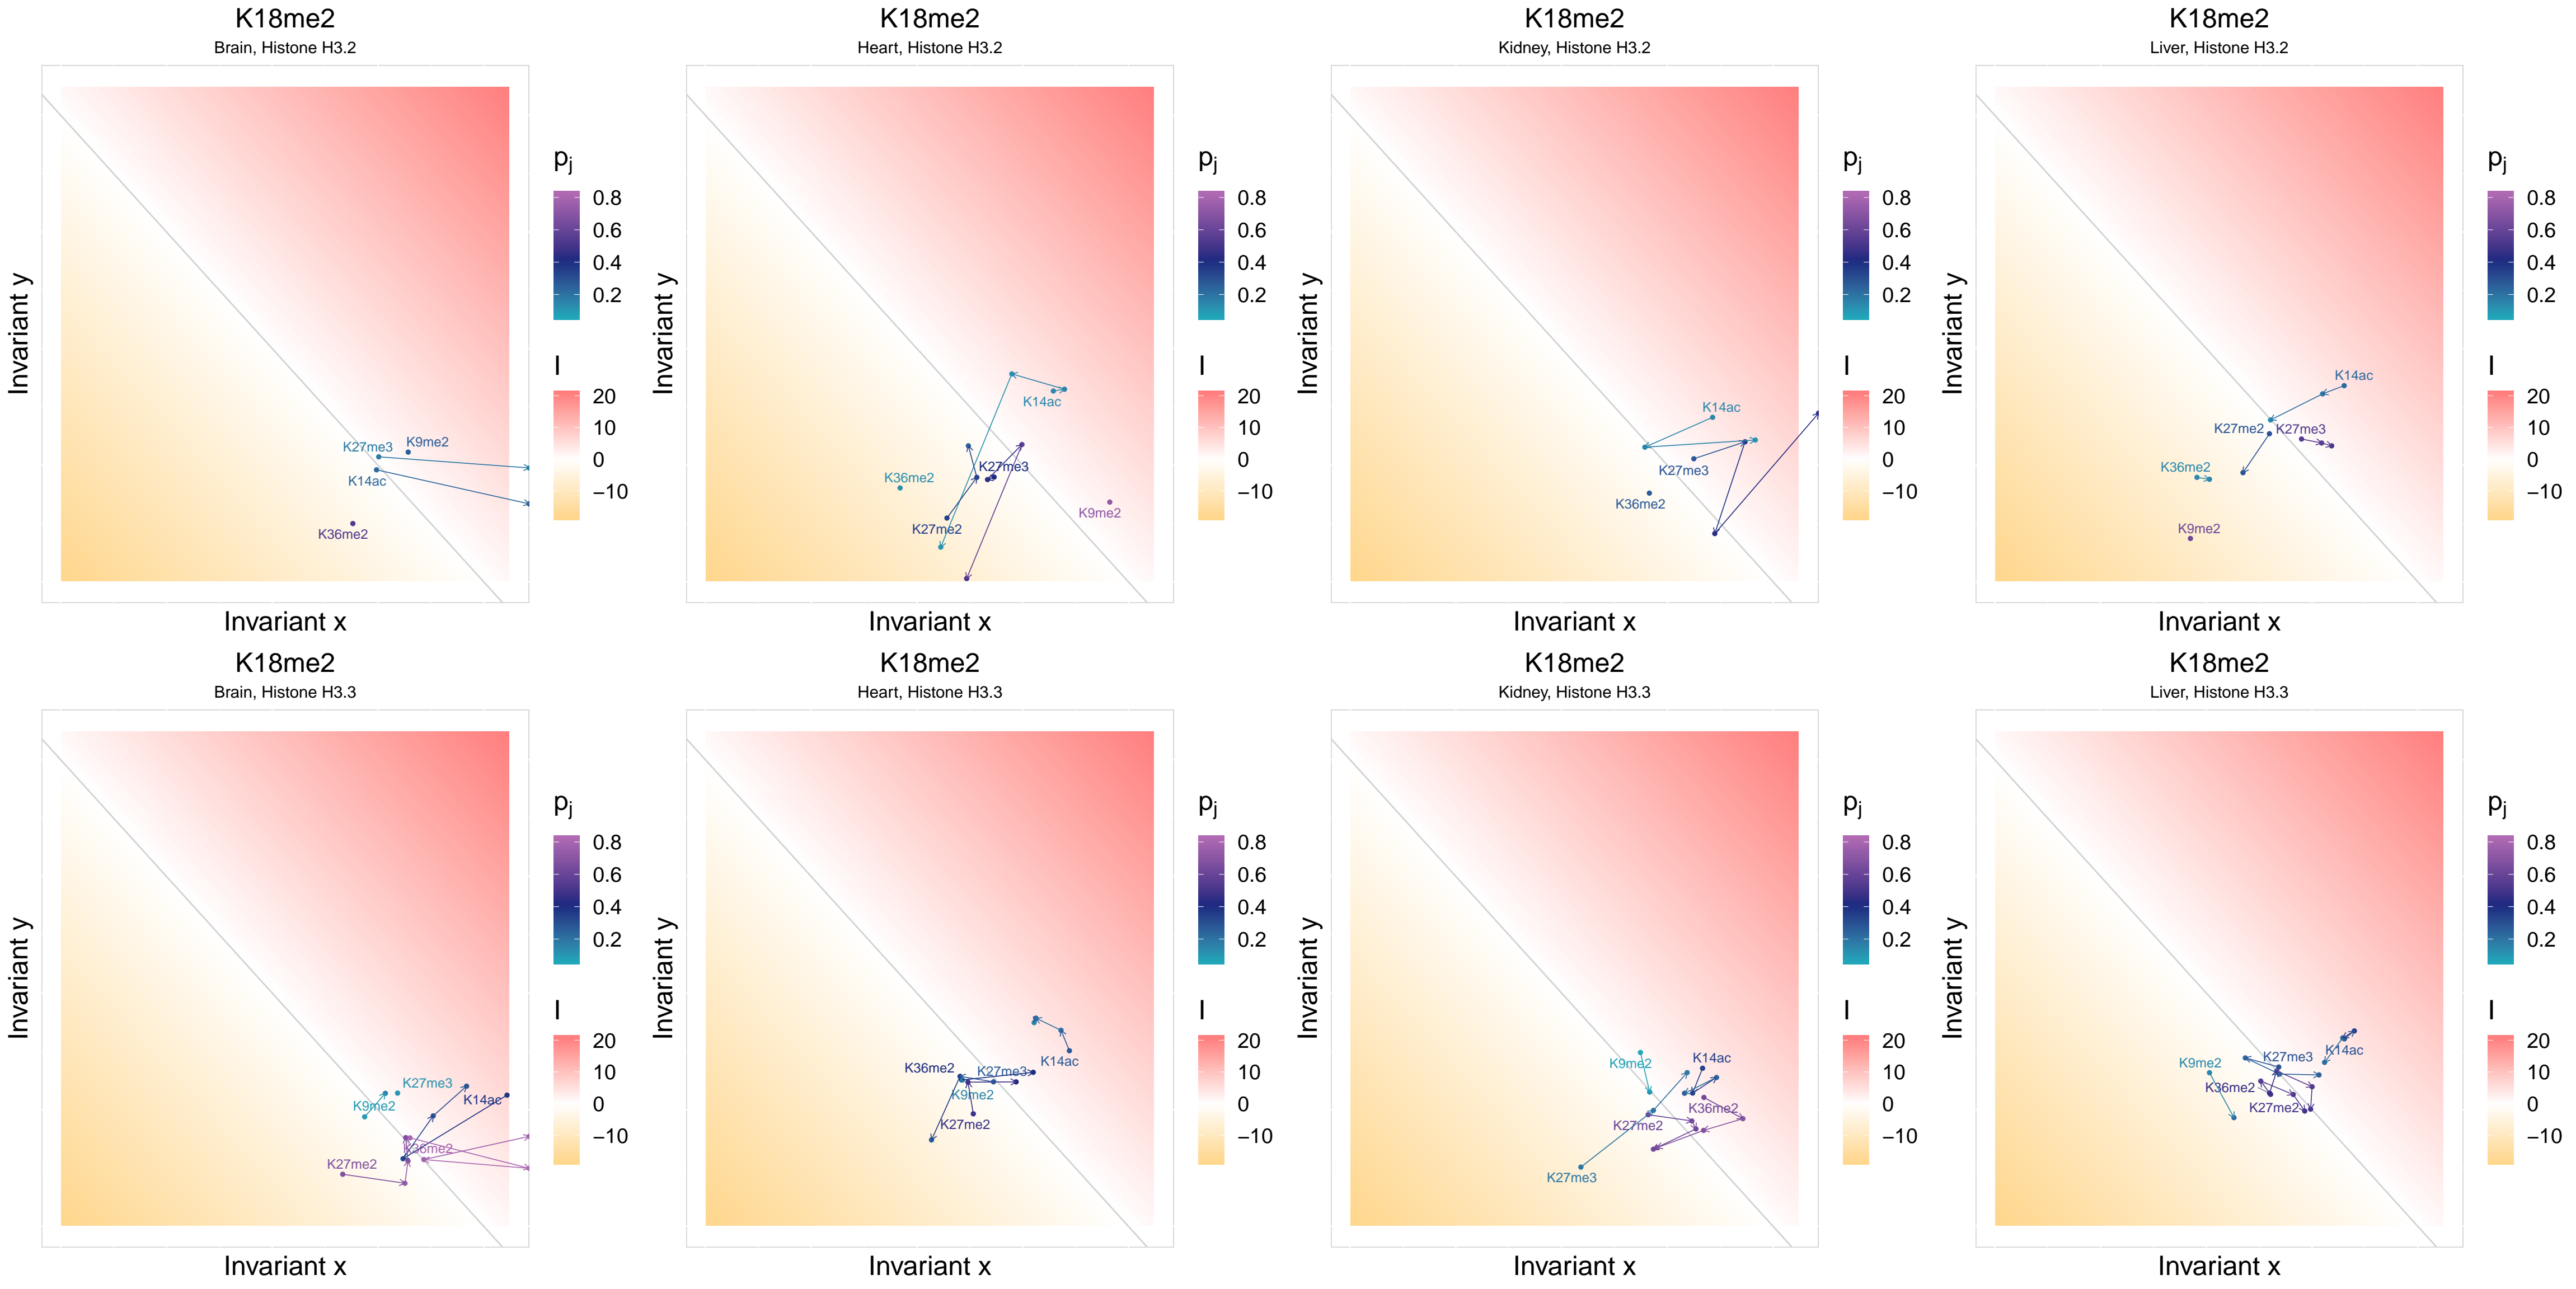 K18me2
Brain, Histone H3.2
Invariant y
K27me3
K9me2
K14ac
K36me2
Invariant x
pj
0.8
0.6
0.4
0.2
I
20
10
0
−10
K18me2
Heart, Histone H3.2
Invariant y
K14ac
K27me3
K36me2
K9me2
K27me2
Invariant x
pj
0.8
0.6
0.4
0.2
I
20
10
0
−10
K18me2
Kidney, Histone H3.2
Invariant y
K14ac
K27me3
K36me2
Invariant x
pj
0.8
0.6
0.4
0.2
I
20
10
0
−10
K18me2
Liver, Histone H3.2
Invariant y
K14ac
K27me2
K27me3
K36me2
K9me2
Invariant x
pj
0.8
0.6
0.4
0.2
I
20
10
0
−10
K18me2
Brain, Histone H3.3
Invariant y
K27me3
K14ac
K9me2
K36me2
K27me2
Invariant x
pj
0.8
0.6
0.4
0.2
I
20
10
0
−10
K18me2
Heart, Histone H3.3
Invariant y
K14ac
K36me2
K27me3
K9me2
K27me2
Invariant x
pj
0.8
0.6
0.4
0.2
I
20
10
0
−10
K18me2
Kidney, Histone H3.3
Invariant y
K14ac
K9me2
K36me2
K27me2
K27me3
Invariant x
pj
0.8
0.6
0.4
0.2
I
20
10
0
−10
K18me2
Liver, Histone H3.3
Invariant y
K14ac
K27me3
K9me2
K36me2
K27me2
Invariant x
pj
0.8
0.6
0.4
0.2
I
20
10
0
−10